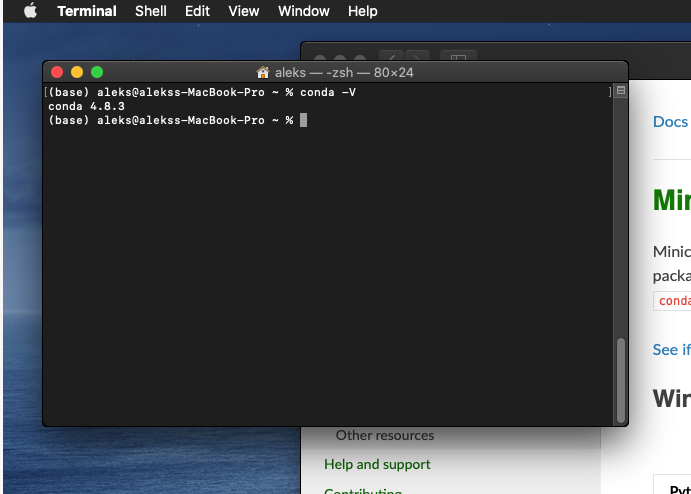 Terminal Shell Edit View Window Help
aleks — -zsh — 80×24
[(base) aleks@alekss-MacBook-Pro ~ % conda -V ]
conda 4.8.3
(base) aleks@alekss-MacBook-Pro ~ %
Docs
Mi
Minic
packa
conda
See if
Win
Other resources
Help and support
Contributing
Pyt